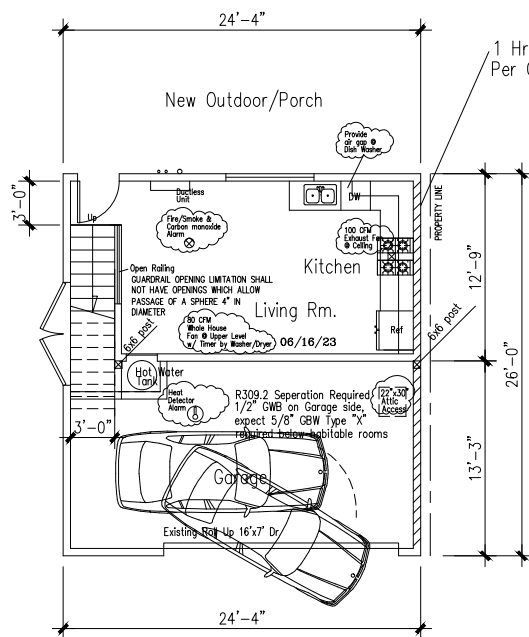 24'-4"
1 Hr
Per
New Outdoor/Porch
Provide
air gap @
Dish Washer
3'-0"
Up
Ductless
Unit
DW
Fire/Smoke &
Carbon monoxide
Alarm
100 CFM
Exhaust Fan
@ Ceiling
PROPERTY LINE
Kitchen
12'-9"
Open Railing
GUARDRAIL OPENING LIMITATION SHALL
NOT HAVE OPENINGS WHICH ALLOW
PASSAGE OF A SPHERE 4" IN
DIAMETER
Living Rm.
80 CFM
Whole House
Fan @ Upper Level
w/ Timer by Washer/Dryer
06/16/23
Ref
6x6 post
6x6 post
26'-0"
Hot Water
Tank
Heat
Detector
Alarm
R309.2 Seperation Required
1/2" GWB on Garage side,
expect 5/8" GBW Type "X"
required below habitable rooms
22"x30"
Attic
Access
3'-0"
13'-3"
Garage
Existing Roll Up 16'x7' Dr
24'-4"